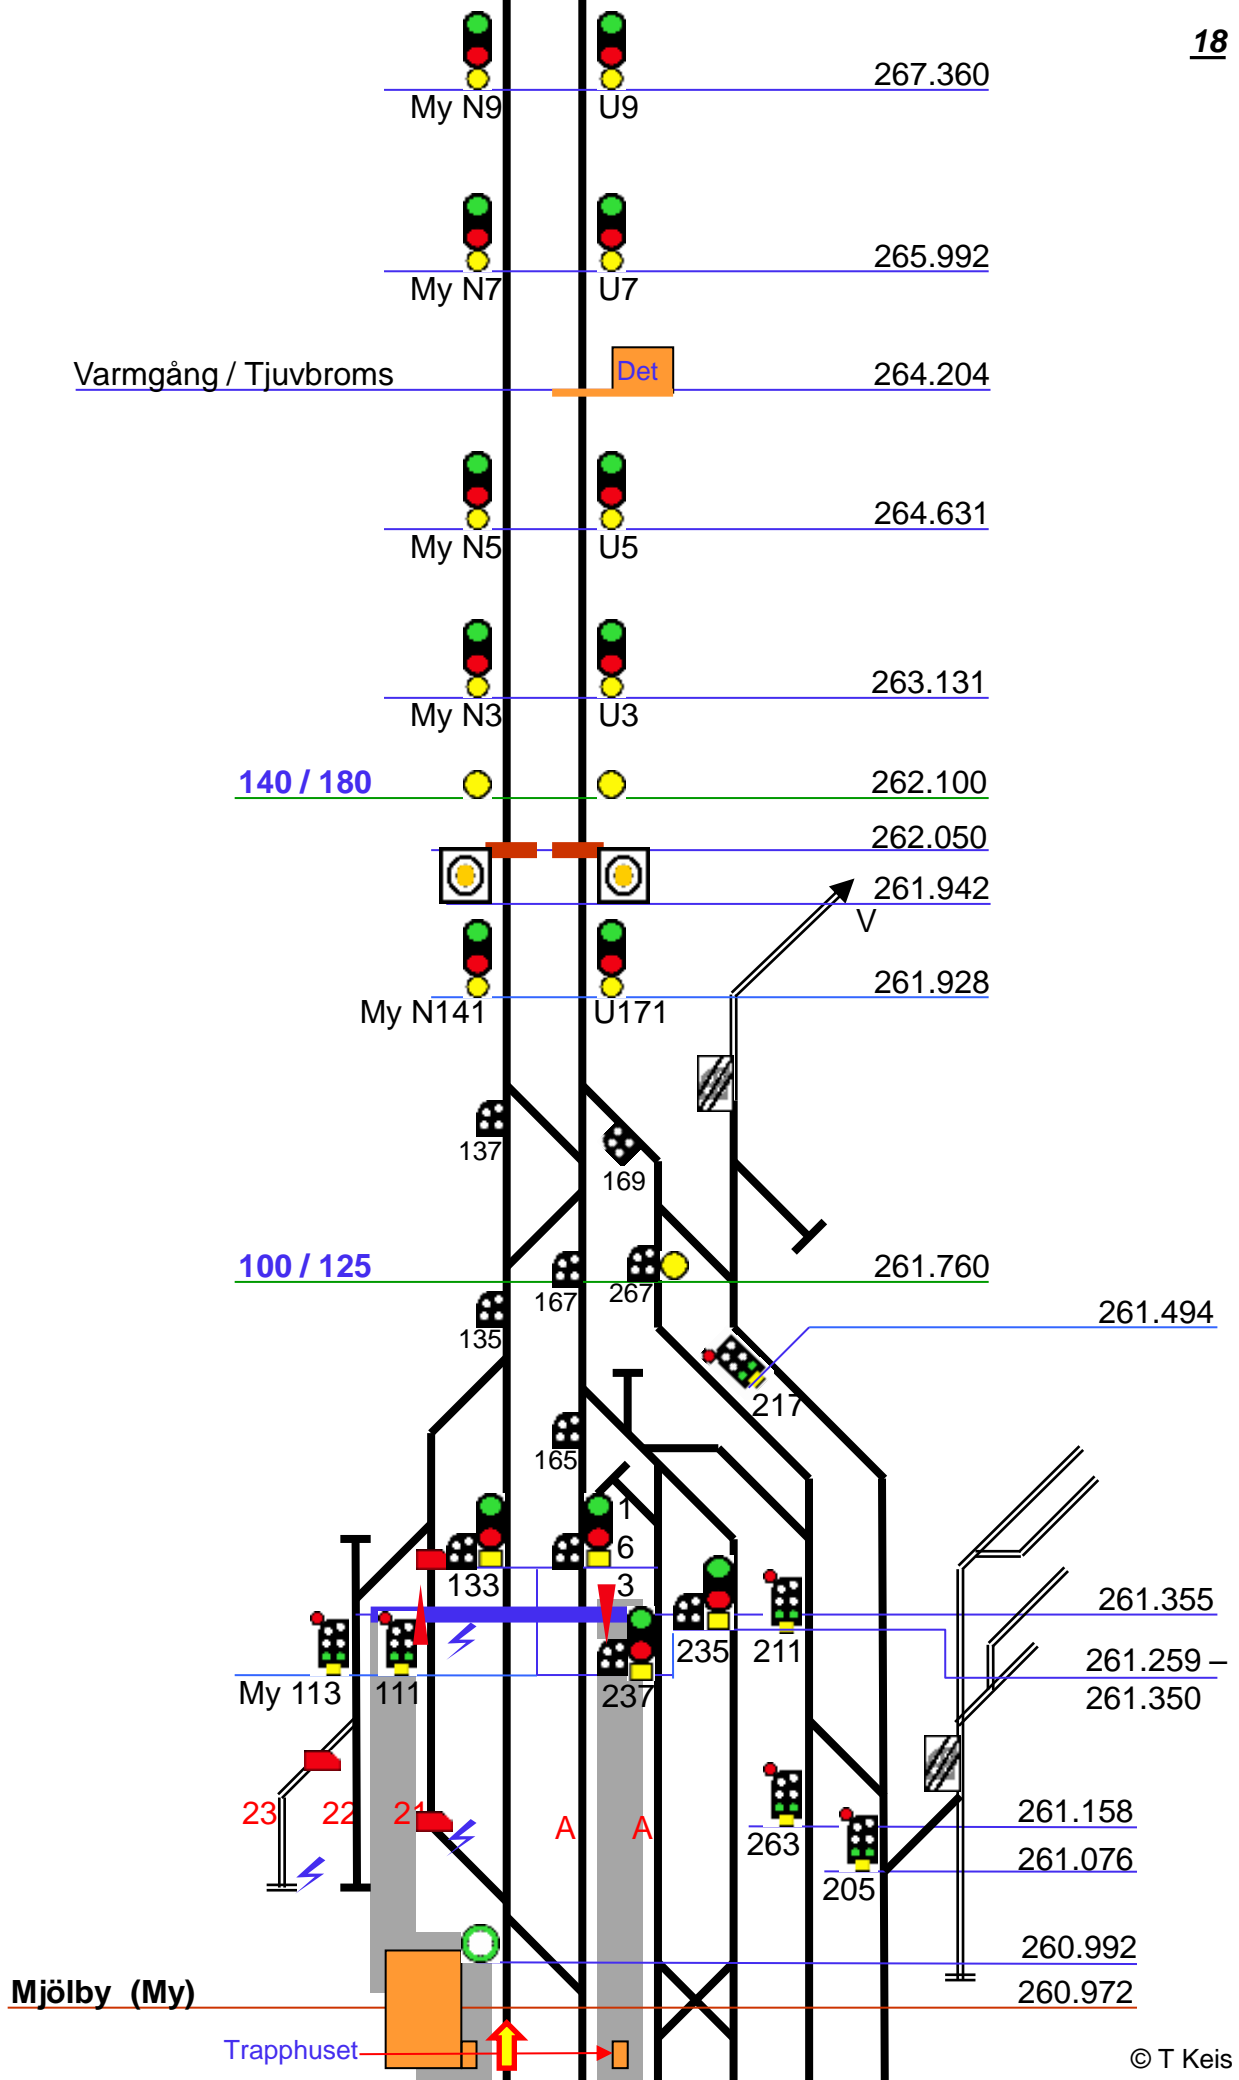 18
267.360
My N9 U9
265.992
My N7 U7
Varmgång / Tjuvbroms Det 264.204
264.631
My N5 U5
263.131
My N3 U3
140 / 180 262.100
262.050
261.942
V
261.928
My N141 U171
137
169
100 / 125 261.760
167 267
261.494
135
217
165
1
6
3
133
261.355
235 211
261.259 –
My 113 111 237
261.350
23 22 21 A A
261.158
263
261.076
205
260.992
Mjölby (My) 260.972
Trapphuset
© T Keis